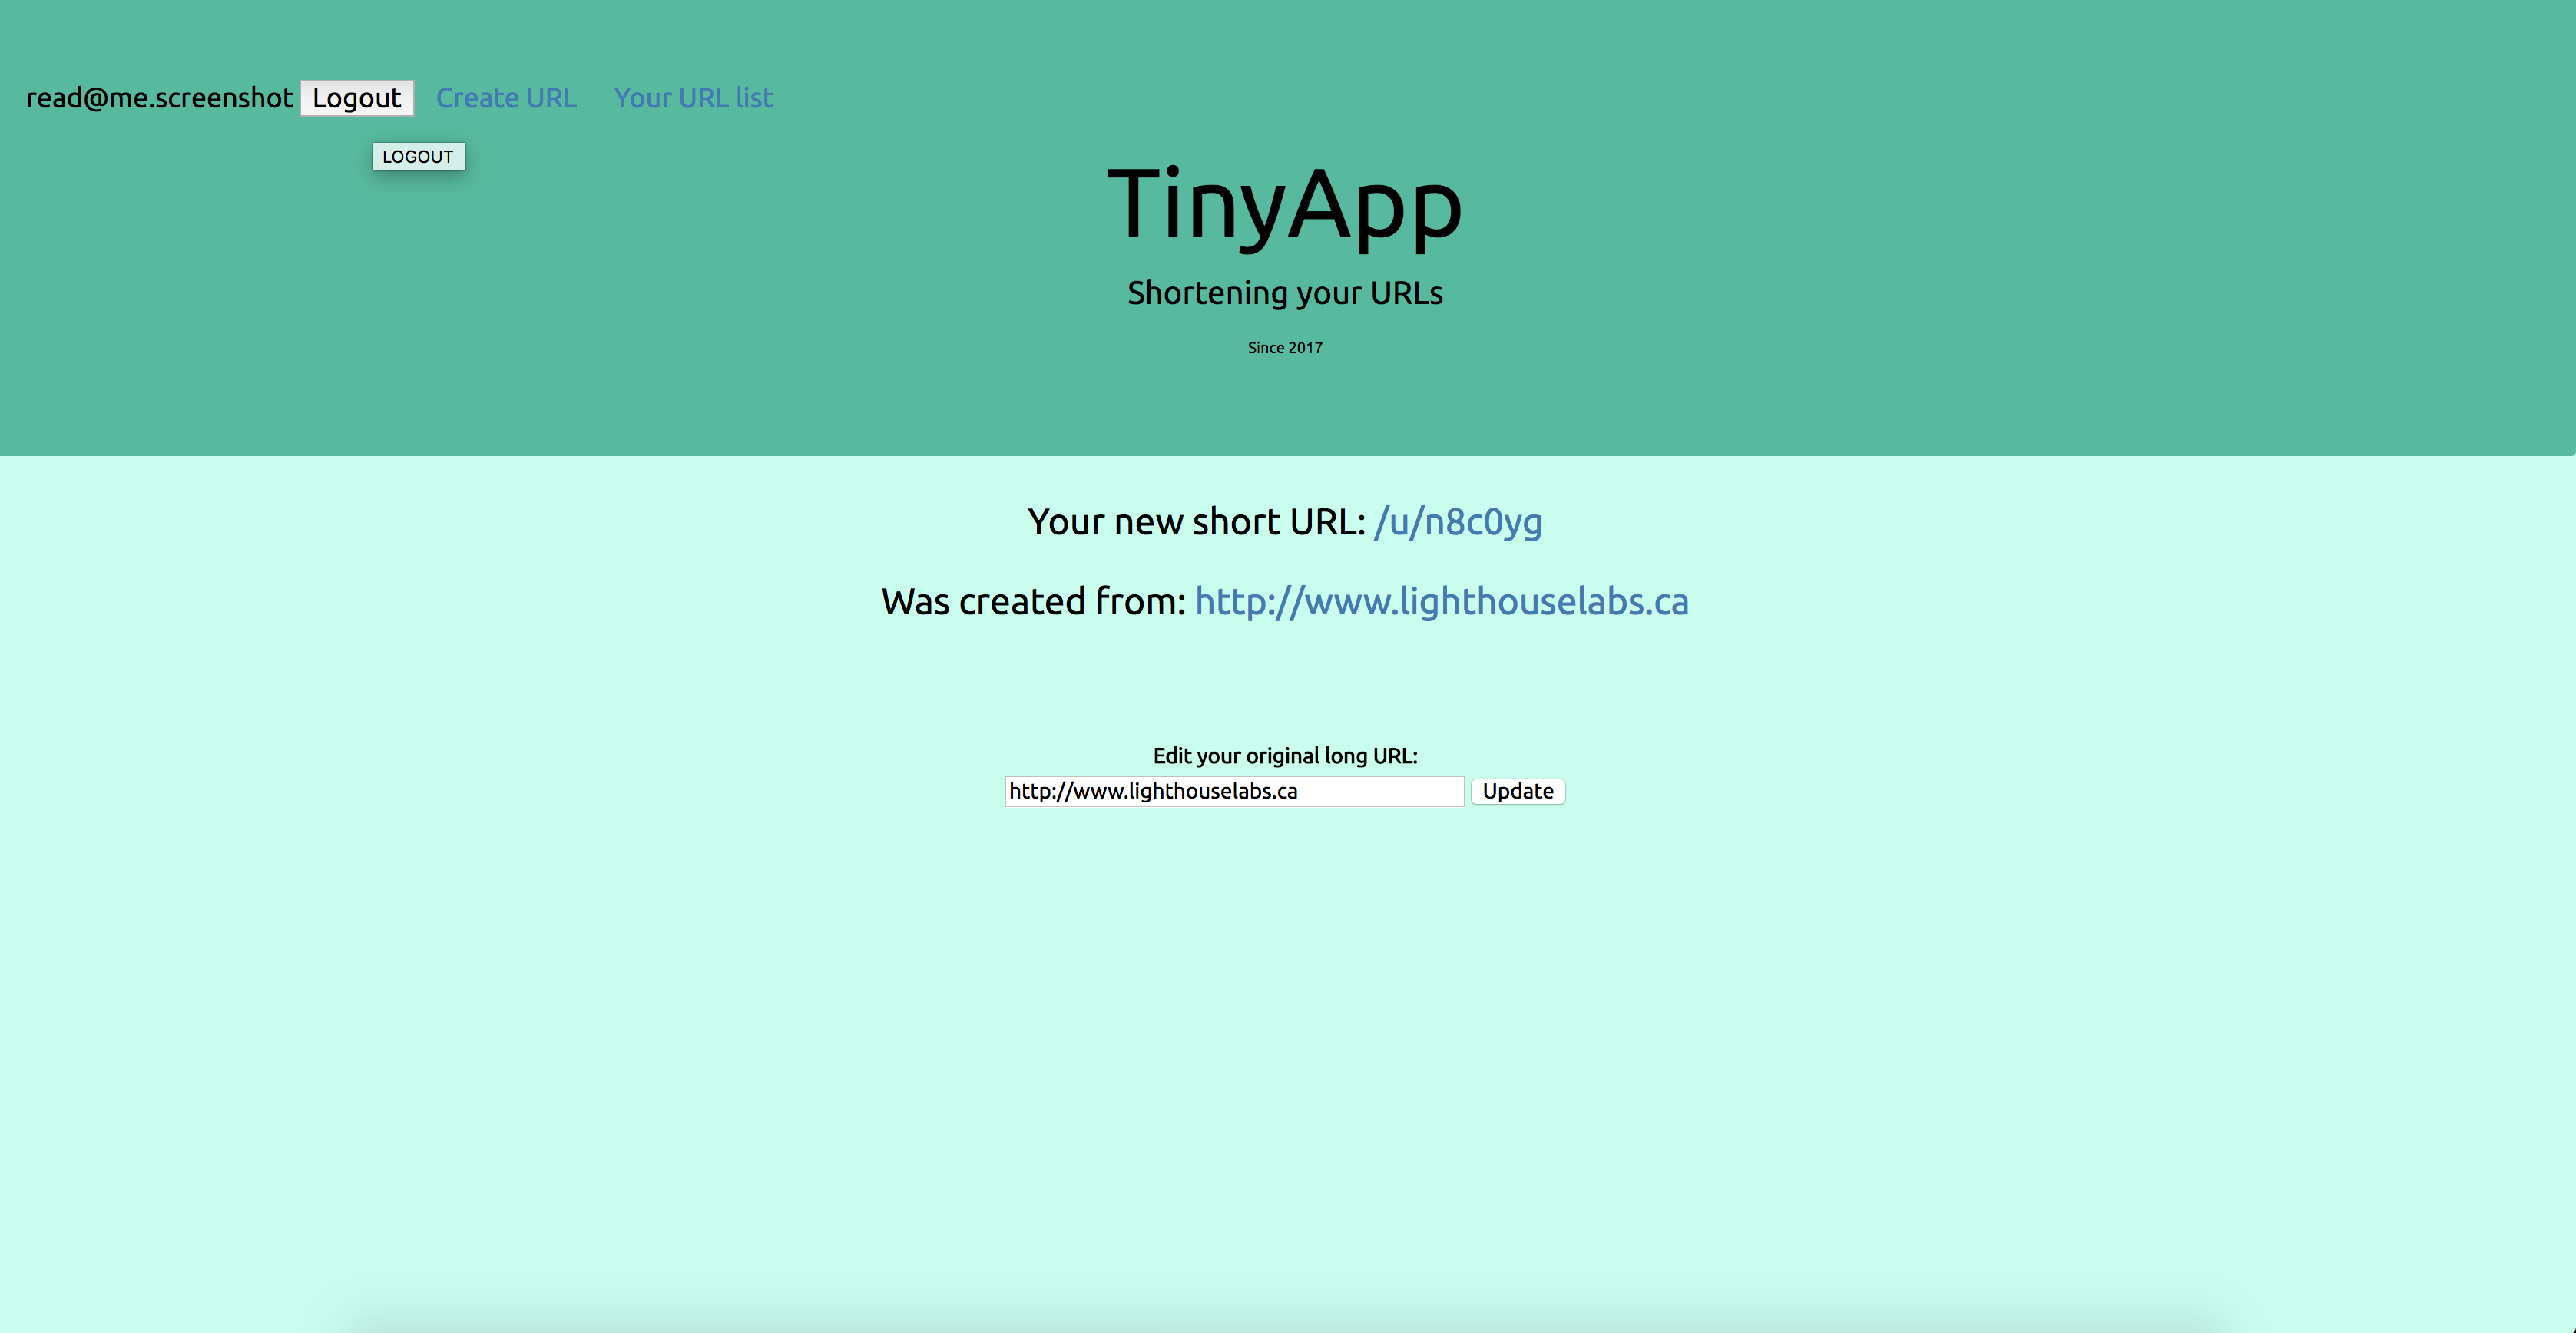 read@me.screenshot Logout Create URL Your URL list
LOGOUT
TinyApp
Shortening your URLs
Since 2017
Your new short URL: /u/n8c0yg
Was created from: http://www.lighthouselabs.ca
Edit your original long URL:
http://www.lighthouselabs.ca Update